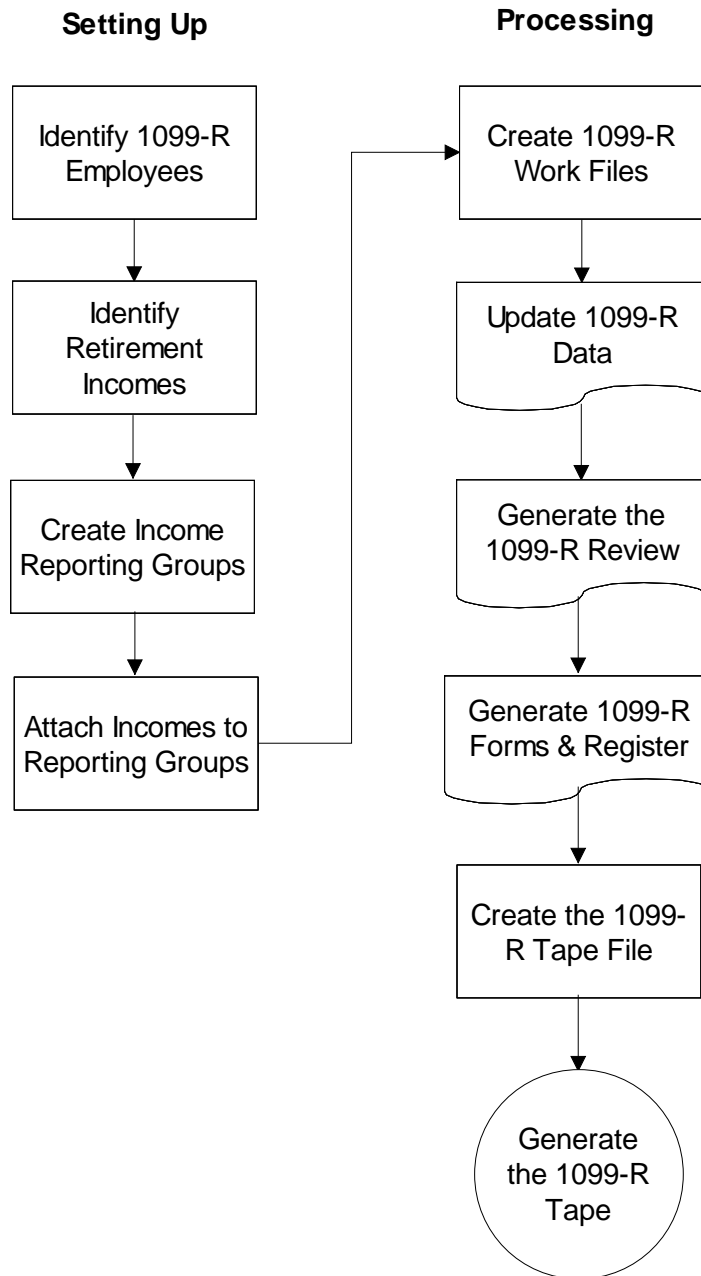 Setting Up
Identify 1099-R
Employees
Identify
Retirement
Incomes
Create Income
Reporting Groups
Attach Incomes to
Reporting Groups
Processing
Create 1099-R
Work Files
Update 1099-R
Data
Generate the
1099-R Review
Generate 1099-R
Forms & Register
Create the 1099-
R Tape File
Generate
the 1099-R
Tape